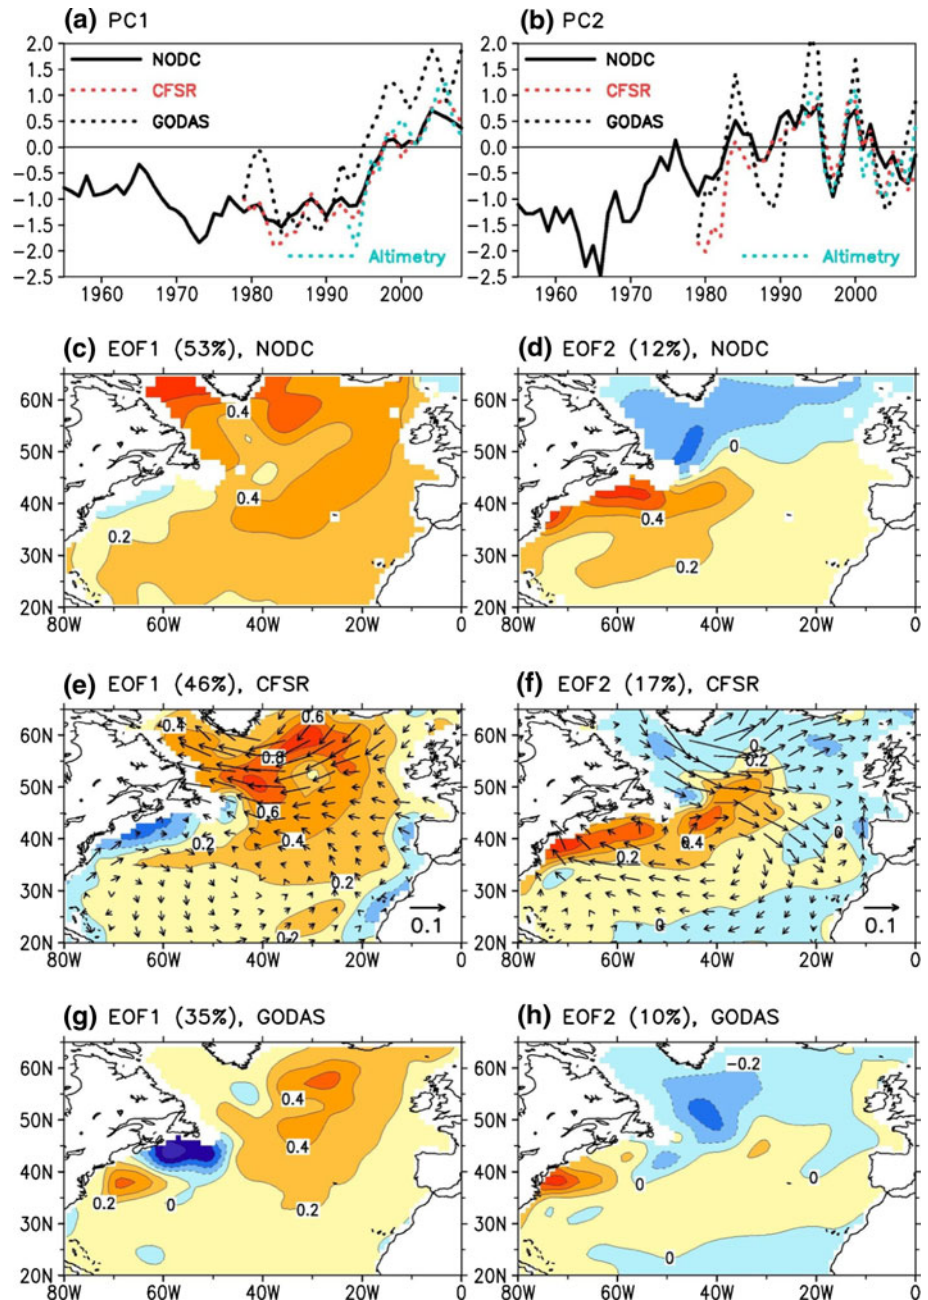 (a) PC1
(b) PC2
2.0
1.5
1.0
0.5
0.0
-0.5
-1.0
-1.5
-2.0
-2.5
NODC
CFSR
GODAS
Altimetry
1960 1970 1980 1990 2000
2.0
1.5
1.0
0.5
0.0
-0.5
-1.0
-1.5
-2.0
-2.5
NODC
CFSR
GODAS
Altimetry
1960 1970 1980 1990 2000
(c) EOF1 (53%), NODC
(d) EOF2 (12%), NODC
60N
50N
40N
30N
20N
0.4
0.4
0.2
80W 60W 40W 20W 0
60N
50N
40N
30N
20N
0
0.4
0.2
80W 60W 40W 20W 0
(e) EOF1 (46%), CFSR
(f) EOF2 (17%), CFSR
60N
50N
40N
30N
20N
0.4
0.6
0.8
0.6
0.2
0.4
0.2
0.2
0.1
80W 60W 40W 20W 0
60N
50N
40N
30N
20N
0
0.2
0
0.4
0.2
0
0
0.1
80W 60W 40W 20W 0
(g) EOF1 (35%), GODAS
(h) EOF2 (10%), GODAS
60N
50N
40N
30N
20N
0.4
0.4
0.2
0
0.2
80W 60W 40W 20W 0
60N
50N
40N
30N
20N
-0.2
0
0
0
80W 60W 40W 20W 0